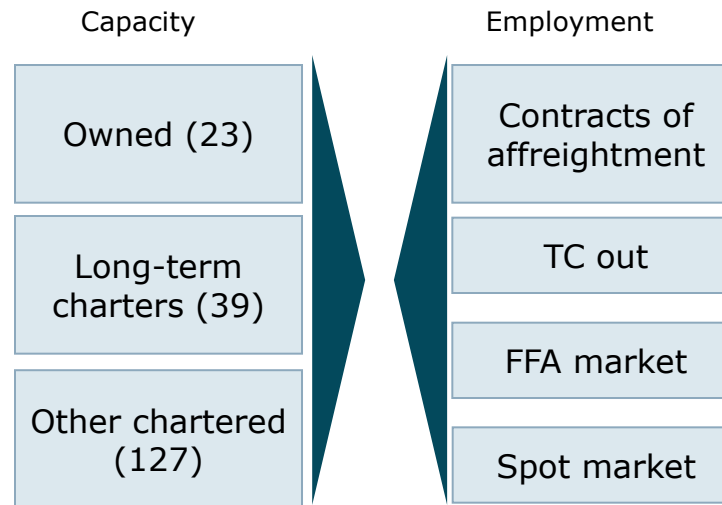 Capacity
Employment
Owned (23)
Long-term
charters (39)
Other chartered
(127)
Contracts of
affreightment
TC out
FFA market
Spot market